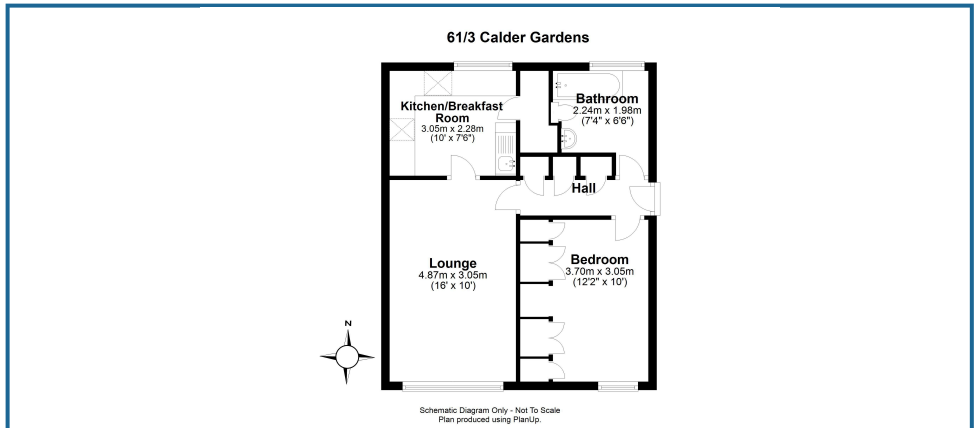 61/3 Calder Gardens
Kitchen/Breakfast
Room
3.05m x 2.28m
(10' x 7'6")
Bathroom
2.24m x 1.98m
(7'4" x 6'6")
Hall
Lounge
4.87m x 3.05m
(16' x 10')
Bedroom
3.70m x 3.05m
(12'2" x 10')
N
Schematic Diagram Only - Not To Scale
Plan produced using PlanUp.